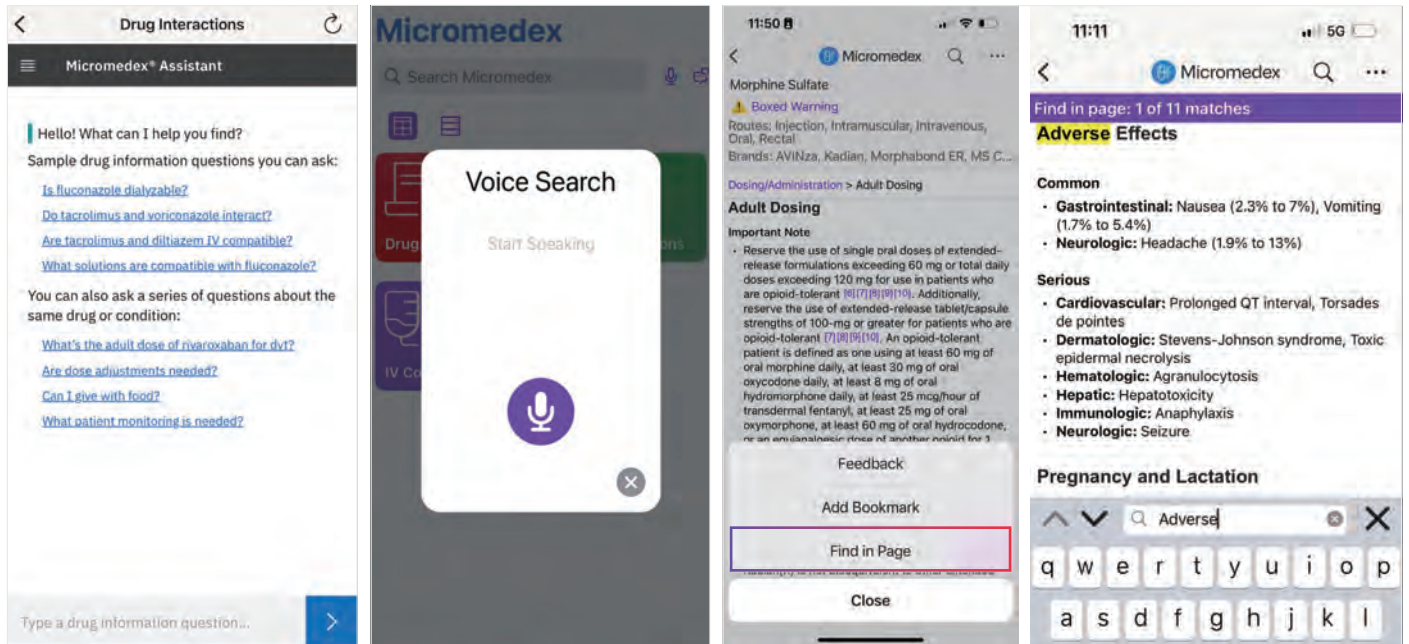 Drug Interactions
Micromedex® Assistant
Hello! What can I help you find?
Sample drug information questions you can ask:
Is fluconazole dialyzable?
Do tacrolimus and voriconazole interact?
Are tacrolimus and diltiazem IV compatible?
What solutions are compatible with fluconazole?
You can also ask a series of questions about the
same drug or condition:
What's the adult dose of rivaroxaban for dvt?
Are dose adjustments needed?
Can I give with food?
What patient monitoring is needed?
Type a drug information question...
Micromedex
Search Micromedex
Drug
ons
IV Co
Voice Search
Start Speaking
11:50
Micromedex
Morphine Sulfate
Boxed Warning
Routes: Injection, Intramuscular, Intravenous,
Oral, Rectal
Brands: AVINza, Kadian, Morphabond ER, MS C...
Dosing/Administration > Adult Dosing
Adult Dosing
Important Note
• Reserve the use of single oral doses of extended-
release formulations exceeding 60 mg or total daily
doses exceeding 120 mg for use in patients who
are opioid-tolerant [6][7][8][9][10]. Additionally,
reserve the use of extended-release tablet/capsule
strengths of 100-mg or greater for patients who are
opioid-tolerant [7][8][9][10]. An opioid-tolerant
patient is defined as one using at least 60 mg of
oral morphine daily, at least 30 mg of oral
oxycodone daily, at least 8 mg of oral
hydromorphone daily, at least 25 mcg/hour of
transdermal fentanyl, at least 25 mg of oral
oxymorphone, at least 60 mg of oral hydrocodone,
or an equianalgesic dose of another opioid for 1
Feedback
Add Bookmark
Find in Page
Close
11:11
5G
Micromedex
Find in page: 1 of 11 matches
Adverse Effects
Common
• Gastrointestinal: Nausea (2.3% to 7%), Vomiting
(1.7% to 5.4%)
• Neurologic: Headache (1.9% to 13%)
Serious
• Cardiovascular: Prolonged QT interval, Torsades
de pointes
• Dermatologic: Stevens-Johnson syndrome, Toxic
epidermal necrolysis
• Hematologic: Agranulocytosis
• Hepatic: Hepatotoxicity
• Immunologic: Anaphylaxis
• Neurologic: Seizure
Pregnancy and Lactation
Adverse
q w e r t y u i o p
a s d f g h j k l